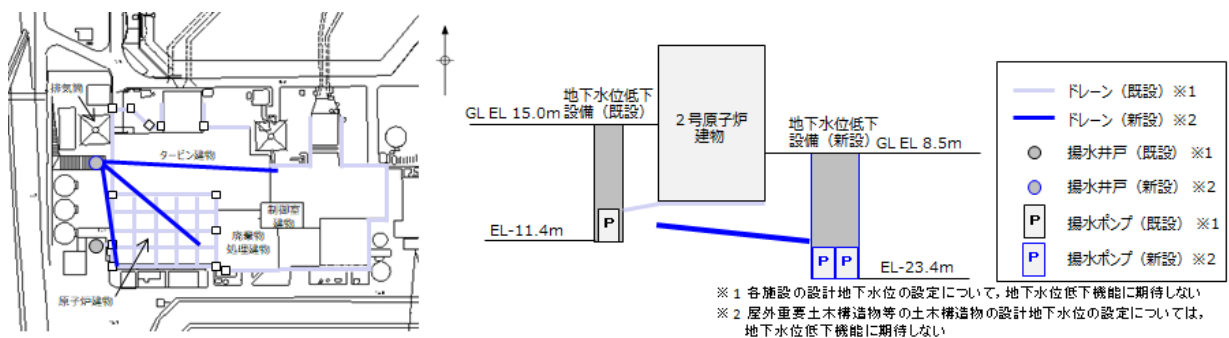 排気筒
タービン建物
制御室
建物
廃棄物
処理建物
原子炉建物
地下水位低下
設備（既設）
GL EL 15.0m
2号原子炉
建物
地下水位低下
設備（新設）
GL EL 8.5m
P
EL-11.4m
P P
EL-23.4m
ドレーン（既設）※1
ドレーン（新設）※2
揚水井戸（既設）※1
揚水井戸（新設）※2
P 揚水ポンプ（既設）※1
P 揚水ポンプ（新設）※2
※1 各施設の設計地下水位の設定について，地下水位低下機能に期待しない
※2 屋外重要土木構造物等の土木構造物の設計地下水位の設定については，
地下水位低下機能に期待しない